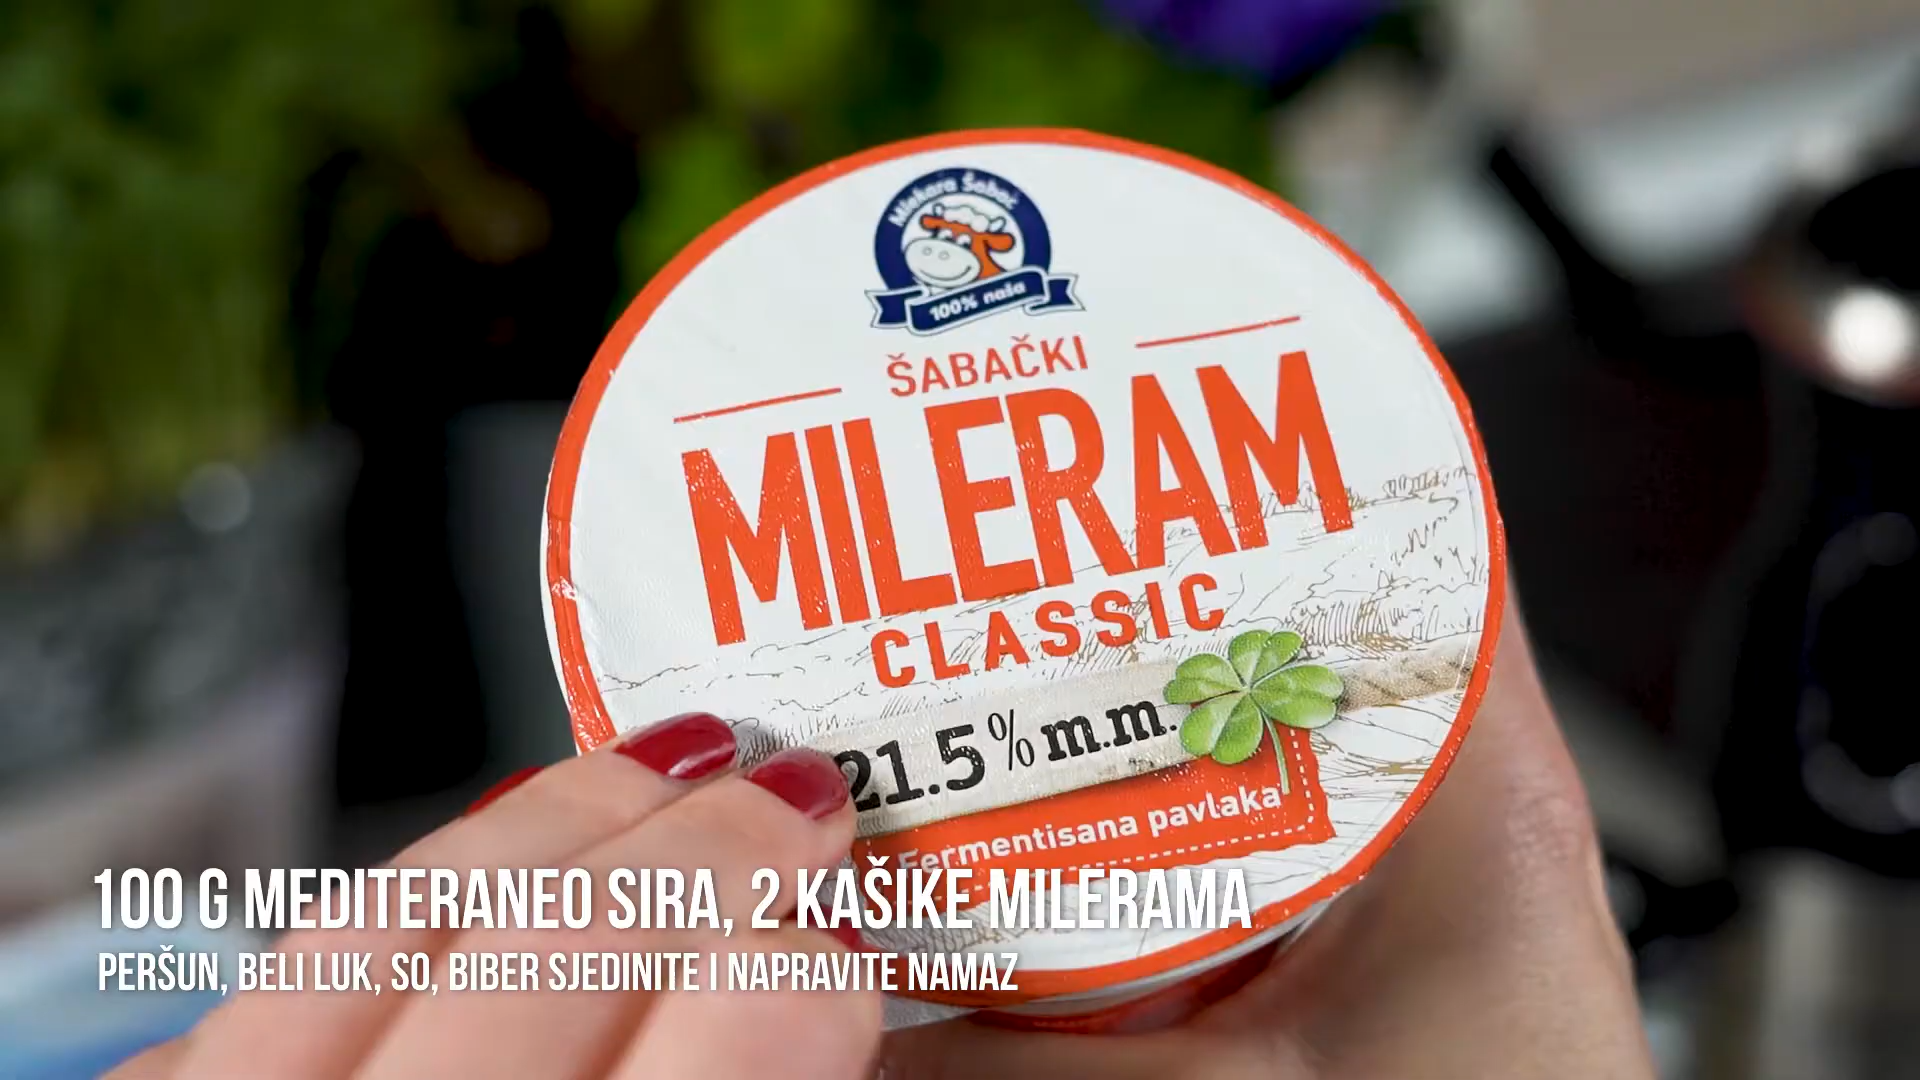 Mlekara Šabac
100% naša
ŠABAČKI
MILERAM
CLASSIC
21.5% m.m.
Fermentisana pavlaka
100 G MEDITERANEO SIRA, 2 KAŠIKE MILERAMA
PERŠUN, BELI LUK, SO, BIBER SJEDINITE I NAPRAVITE NAMAZ